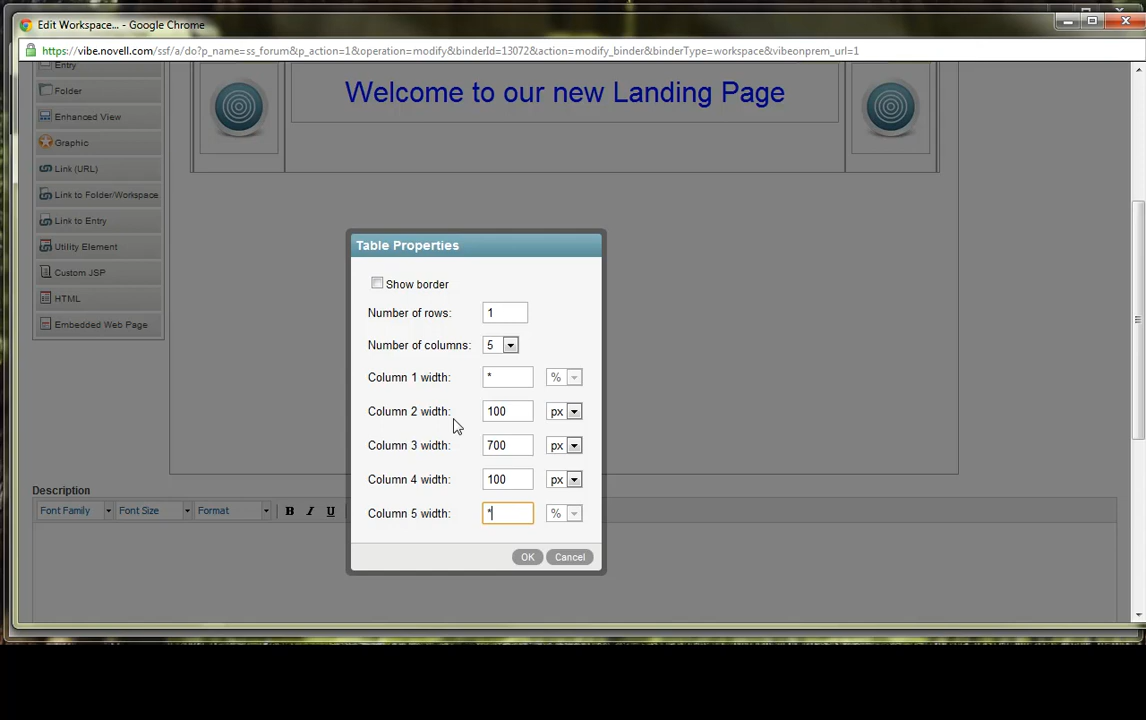 Edit Workspace... - Google Chrome
https://vibe.novell.com/ssf/a/do?p_name=ss_forum&p_action=1&operation=modify&binderId=13072&action=modify_binder&binderType=workspace&vibeonprem_url=1
Entry
Folder
Enhanced View
Graphic
Link (URL)
Link to Folder/Workspace
Link to Entry
Utility Element
Custom JSP
HTML
Embedded Web Page
Welcome to our new Landing Page
Table Properties
Show border
Number of rows: 1
Number of columns: 5
Column 1 width: * %
Column 2 width: 100 px
Column 3 width: 700 px
Column 4 width: 100 px
Column 5 width: * %
OK Cancel
Description
Font Family Font Size Format B I U